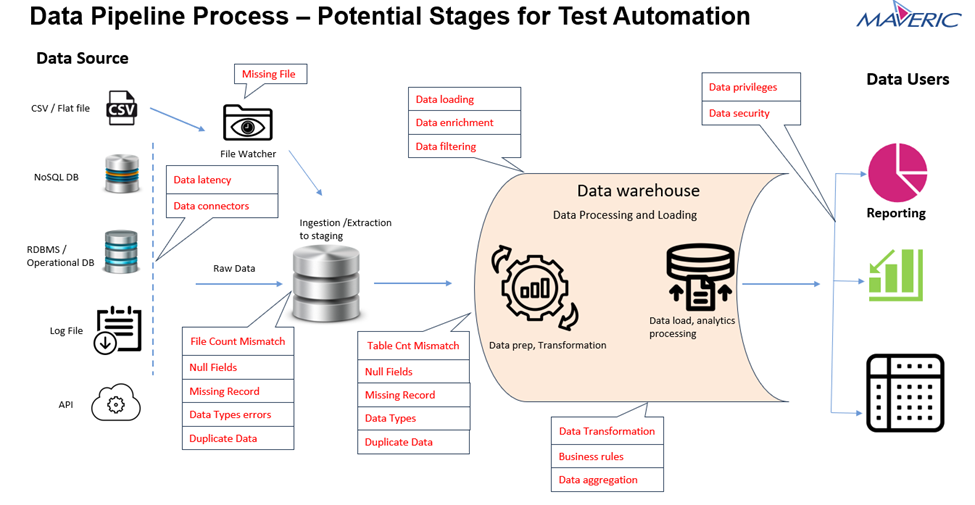 Data Pipeline Process – Potential Stages for Test Automation
MAVERIC
Data Source
CSV / Flat file
CSV
NoSQL DB
RDBMS /
Operational DB
Log File
API
Missing File
File Watcher
Data latency
Data connectors
Raw Data
Ingestion /Extraction
to staging
File Count Mismatch
Null Fields
Missing Record
Data Types errors
Duplicate Data
Table Cnt Mismatch
Null Fields
Missing Record
Data Types
Duplicate Data
Data loading
Data enrichment
Data filtering
Data warehouse
Data Processing and Loading
Data prep, Transformation
Data load, analytics
processing
Data Transformation
Business rules
Data aggregation
Data privileges
Data security
Data Users
Reporting